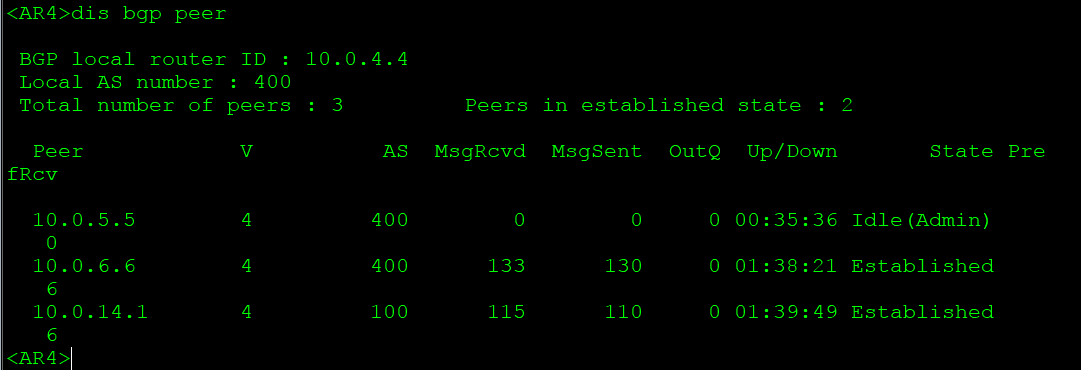 <AR4>dis bgp peer
BGP local router ID : 10.0.4.4
Local AS number : 400
Total number of peers : 3          Peers in established state : 2
Peer            V          AS  MsgRcvd  MsgSent  OutQ  Up/Down       State Pre
fRcv
10.0.5.5        4         400        0        0     0 00:35:36 Idle(Admin)
0
10.0.6.6        4         400      133      130     0 01:38:21 Established
6
10.0.14.1       4         100      115      110     0 01:39:49 Established
6
<AR4>